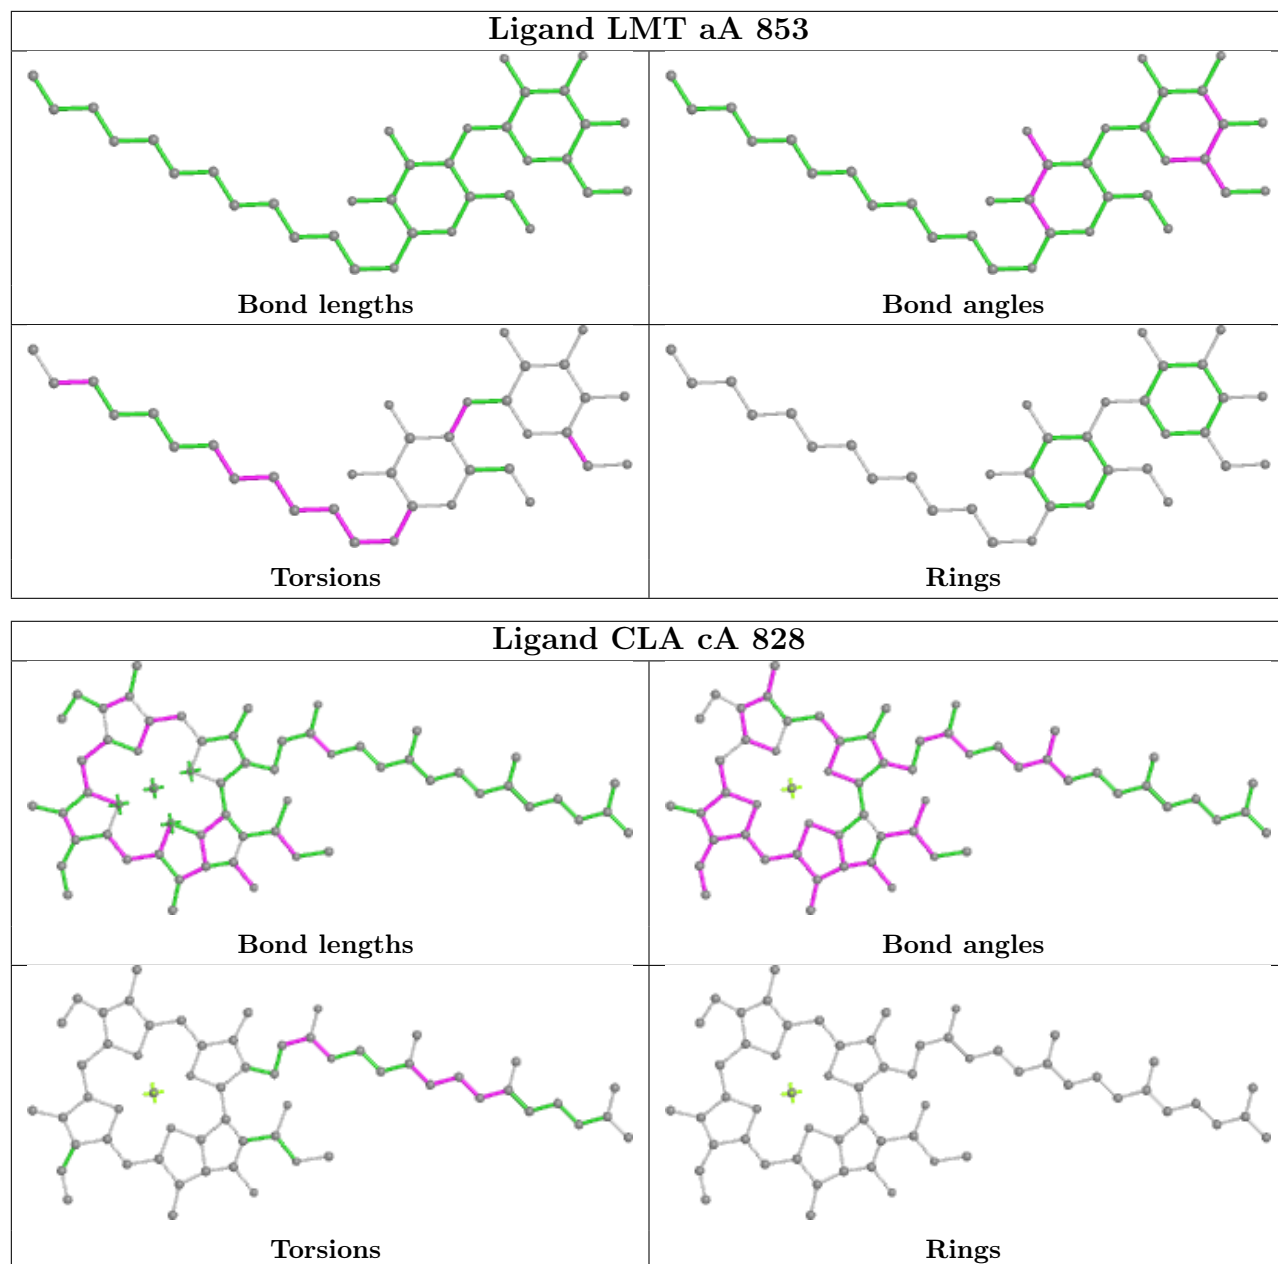 Ligand LMT aA 853
Bond lengths
Bond angles
Torsions
Rings
Ligand CLA cA 828
Bond lengths
Bond angles
Torsions
Rings